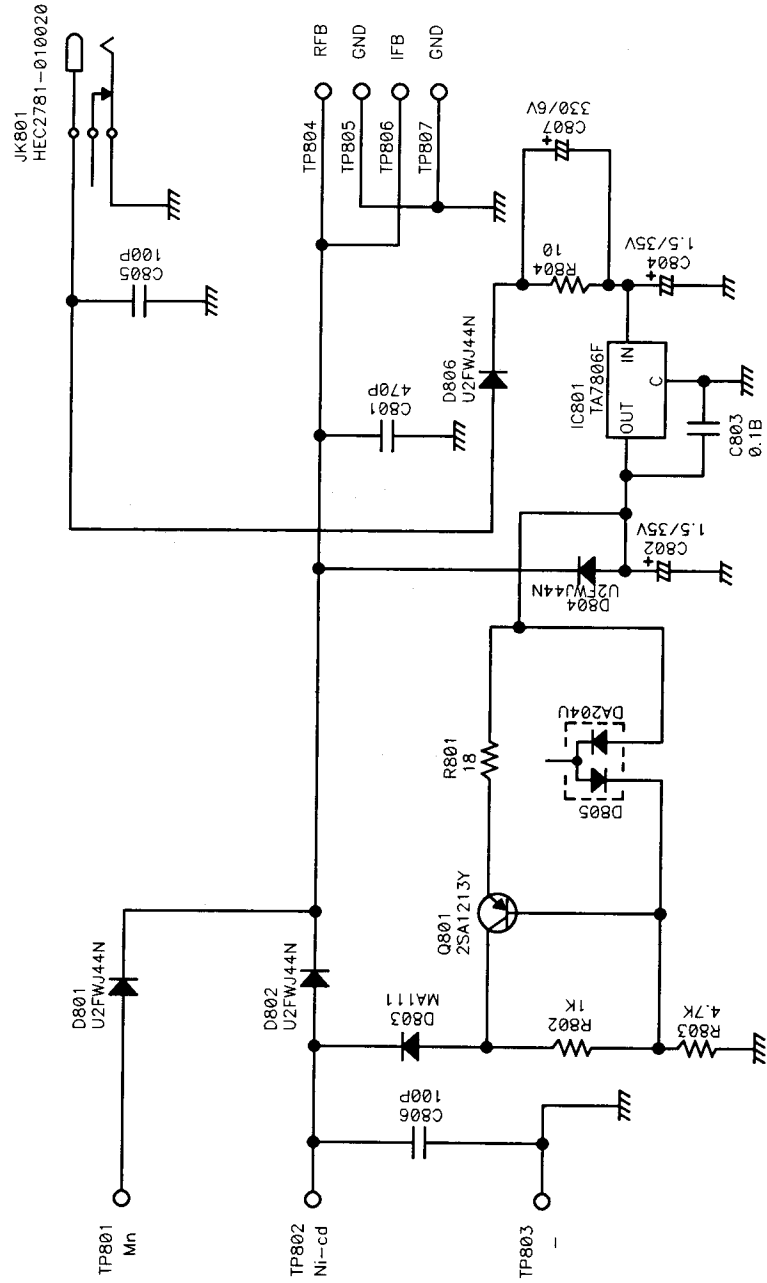 JK801
HEC2781-010020
C805
100P
TP804
RFB
TP805
GND
TP806
IFB
TP807
GND
C807
330/6V
+
R804
10
C804
1.5/35V
+
D806
U2FWJ44N
C801
470P
IC801
TA7806F
IN
OUT
C
C803
0.1B
C802
1.5/35V
+
D804
U2FWJ44N
R801
18
DA204U
D805
Q801
2SA1213Y
D801
U2FWJ44N
D802
U2FWJ44N
D803
MA111
R802
1K
R803
4.7K
C806
100P
TP801
Mn
TP802
Ni-cd
TP803
-